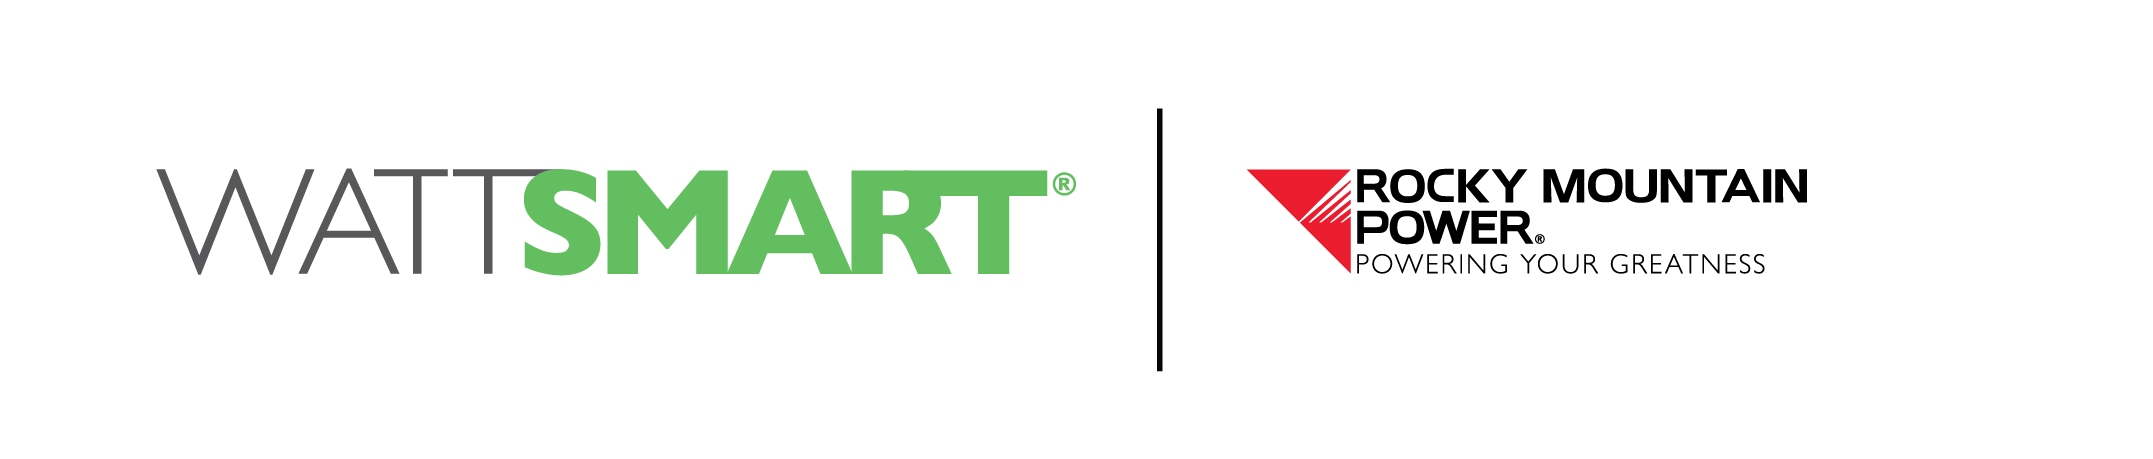 WATTSMART®
ROCKY MOUNTAIN
POWER®
POWERING YOUR GREATNESS